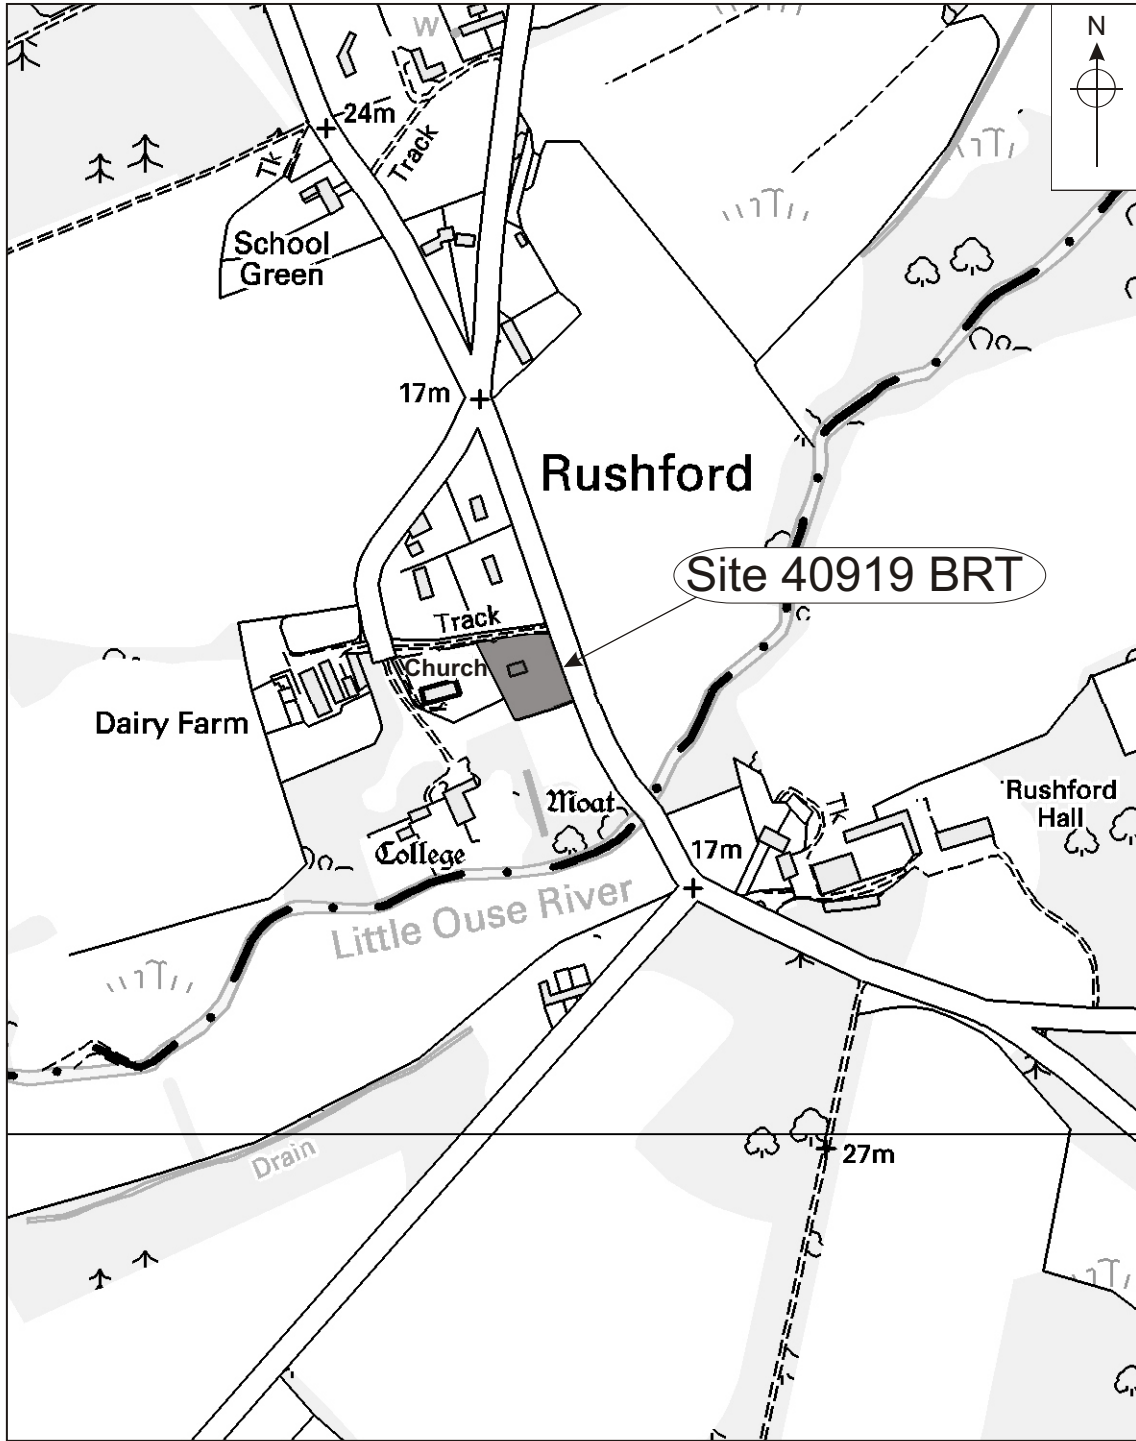 W
N
24m
Tk
Track
School
Green
17m
Rushford
Site 40919 BRT
Track
Church
Dairy Farm
Moat
Rushford
Hall
Tk
College
17m
Little Ouse River
Drain
27m